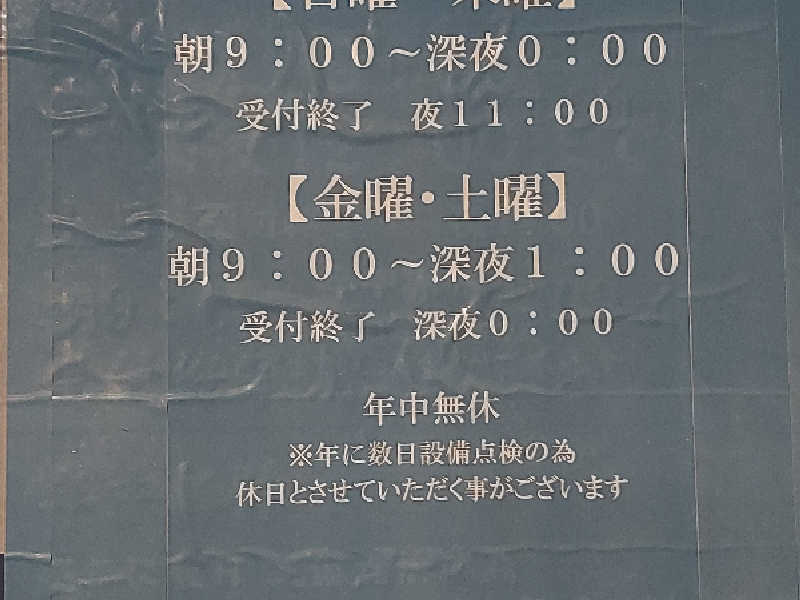 朝９：００～深夜０：００
受付終了　夜１１：００
【金曜・土曜】
朝９：００～深夜１：００
受付終了　深夜０：００
年中無休
※年に数日設備点検の為
休日とさせていただく事がございます